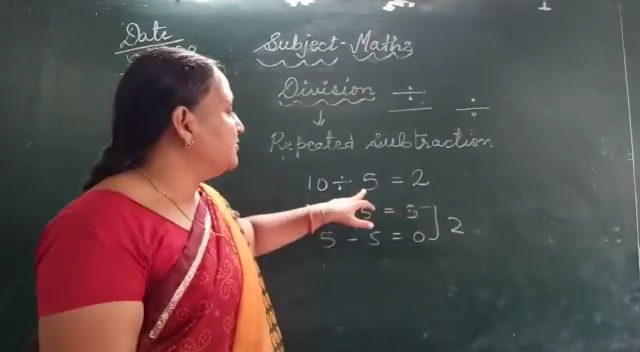 Date
Subject-Maths
Division ÷ ÷
↓
Repeated Subtraction
10 ÷ 5 = 2
5 = 5
5 - 5 = 0 ] 2